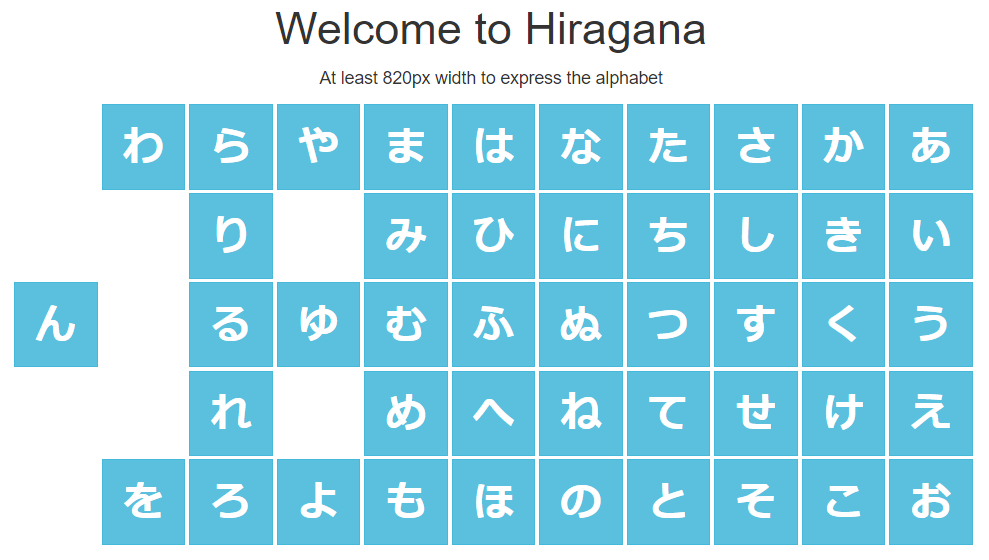 Welcome to Hiragana
At least 820px width to express the alphabet
わ ら や ま は な た さ か あ
り み ひ に ち し き い
ん る ゆ む ふ ぬ つ す く う
れ め へ ね て せ け え
を ろ よ も ほ の と そ こ お